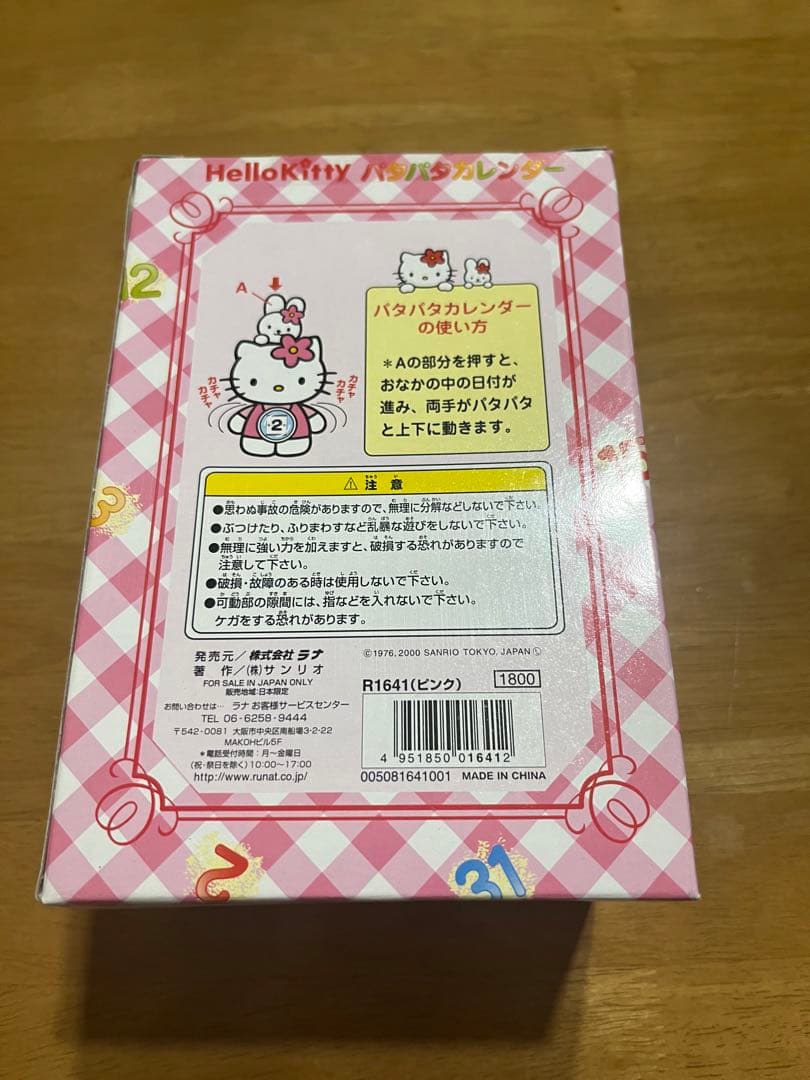 HelloKitty パタパタカレンダー
12
A
カチャ
カチャ
カチャ
カチャ
2
パタパタカレンダー
の使い方
*Aの部分を押すと、
おなかの中の日付が
進み、両手がパタパタ
と上下に動きます。
⚠注意
●思わぬ事故の危険がありますので、無理に分解などしないで下さい。
●ぶつけたり、ふりまわすなど乱暴な遊びをしないで下さい。
●無理に強い力を加えますと、破損する恐れがありますので
注意して下さい。
●破損・故障のある時は使用しないで下さい。
●可動部の隙間には、指などを入れないで下さい。
ケガをする恐れがあります。
3
発売元/株式会社 ラナ
著 作/(株)サンリオ
FOR SALE IN JAPAN ONLY
販売地域:日本限定
お問い合わせは… ラナ お客様サービスセンター
TEL 06-6258-9444
〒542-0081 大阪市中央区南船場3-2-22
MAKOHビル5F
*電話受付時間:月~金曜日
(祝・祭日を除く)10:00~17:00
http://www.runat.co.jp/
©1976, 2000 SANRIO TOKYO, JAPAN Ⓛ
R1641(ピンク) 1800
4 951850 016412
005081641001 MADE IN CHINA
2
31